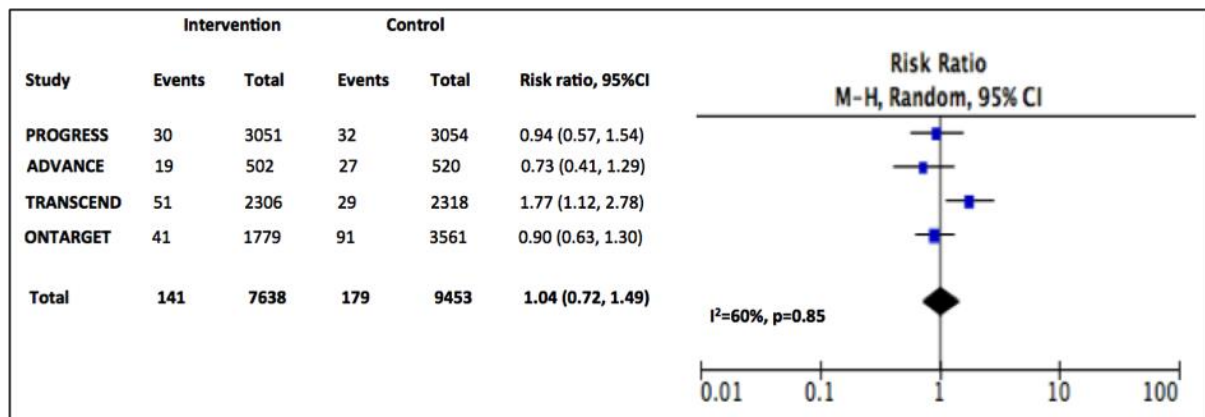 Intervention Control
Study Events Total Events Total Risk ratio, 95%CI
PROGRESS 30 3051 32 3054 0.94 (0.57, 1.54)
ADVANCE 19 502 27 520 0.73 (0.41, 1.29)
TRANSCEND 51 2306 29 2318 1.77 (1.12, 2.78)
ONTARGET 41 1779 91 3561 0.90 (0.63, 1.30)
Total 141 7638 179 9453 1.04 (0.72, 1.49)
Risk Ratio
M-H, Random, 95% CI
I²=60%, p=0.85
0.01 0.1 1 10 100